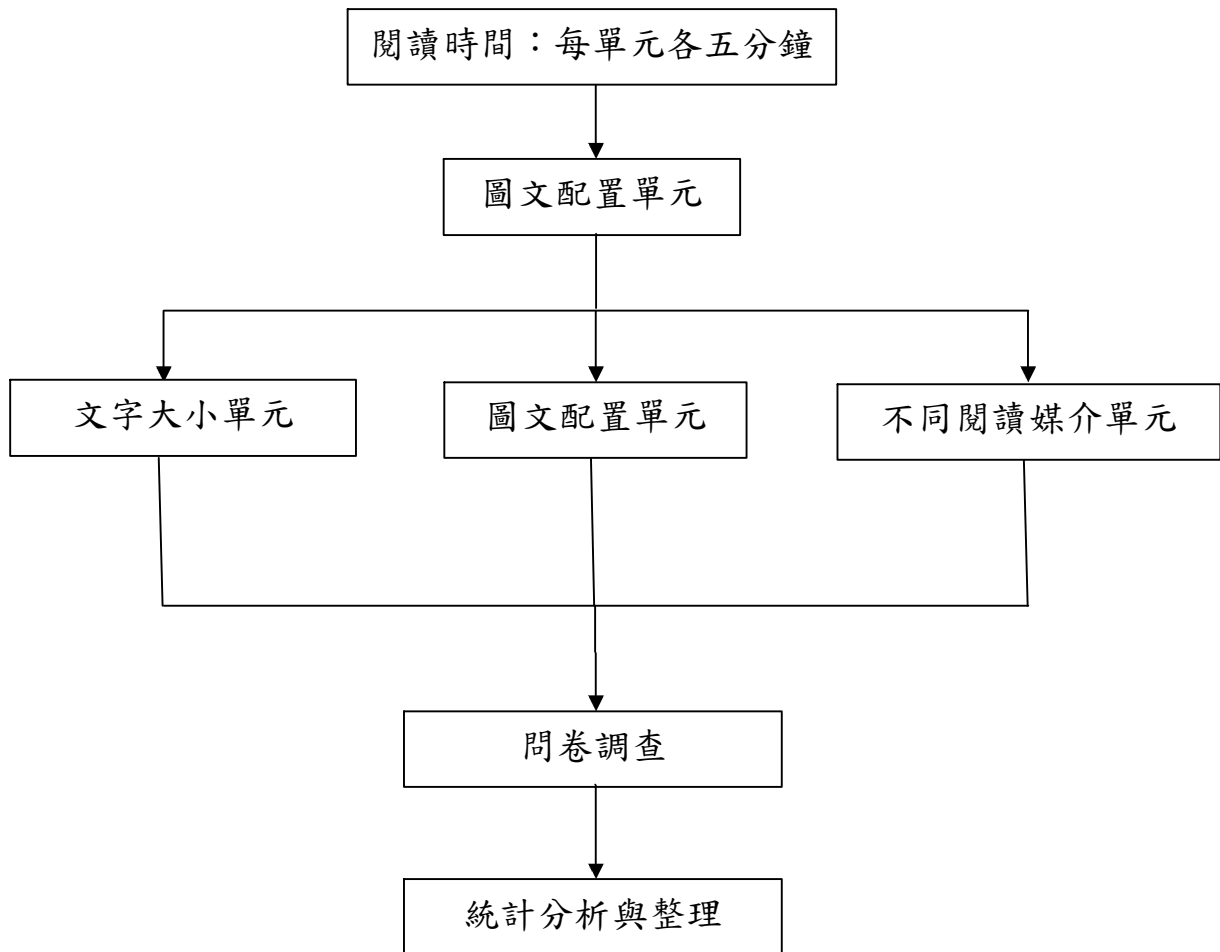 閱讀時間：每單元各五分鐘
圖文配置單元
文字大小單元
圖文配置單元
不同閱讀媒介單元
問卷調查
統計分析與整理